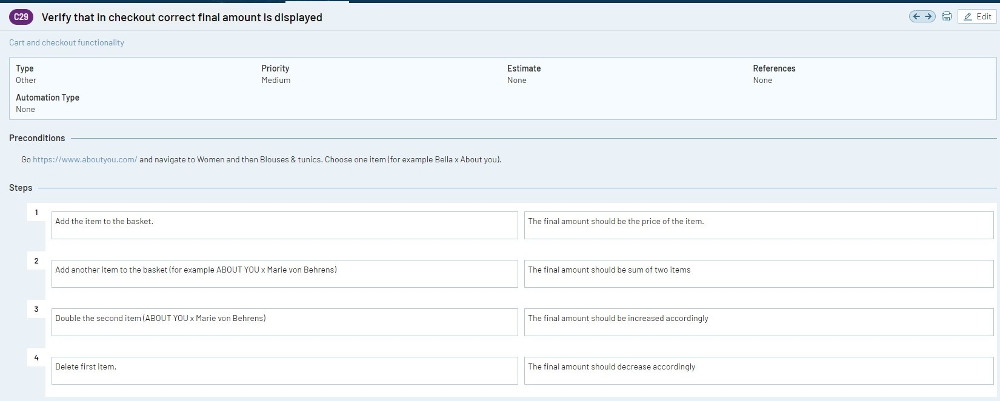 C29 Verify that in checkout correct final amount is displayed
Edit
Cart and checkout functionality
Type Priority Estimate References
Other Medium None None
Automation Type
None
Preconditions
Go https://www.aboutyou.com/ and navigate to Women and then Blouses & tunics. Choose one item (for example Bella x About you).
Steps
1 Add the item to the basket. The final amount should be the price of the item.
2 Add another item to the basket (for example ABOUT YOU x Marie von Behrens) The final amount should be sum of two items
3 Double the second item (ABOUT YOU x Marie von Behrens) The final amount should be increased accordingly
4 Delete first item. The final amount should decrease accordingly